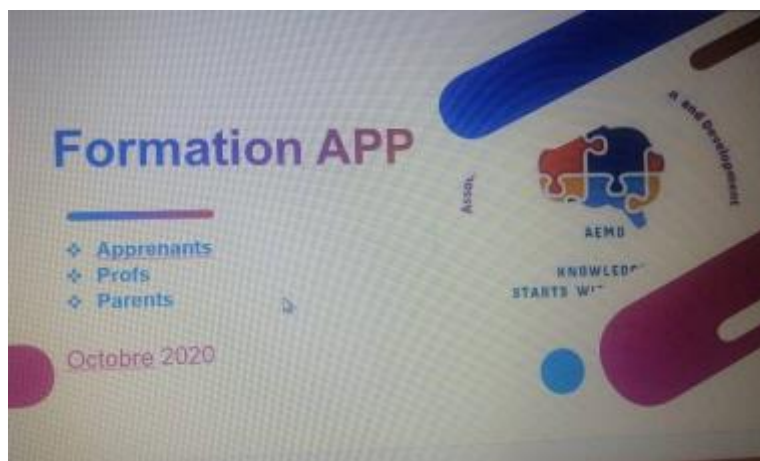 Formation APP
Apprenants
Profs
Parents
Octobre 2020
and Development
AEMD
STARTS